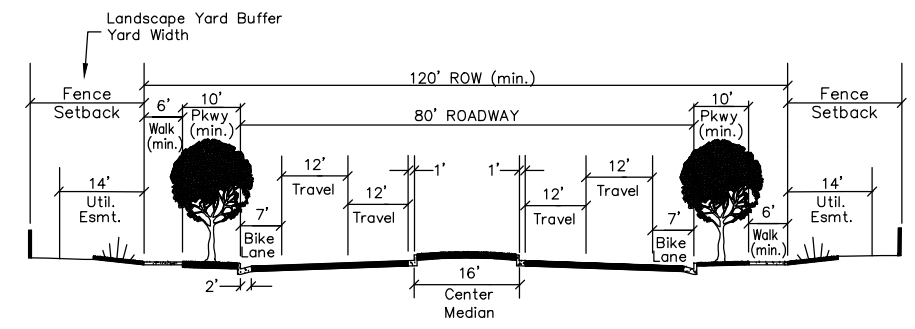 Landscape Yard Buffer
Yard Width
120' ROW (min.)
Fence
Setback
6'
Walk
(min.)
10'
Pkwy
(min.)
80' ROADWAY
10'
Pkwy
(min.)
Fence
Setback
14'
Util.
Esmt.
7'
Bike
Lane
12'
Travel
12'
Travel
1'
1'
12'
Travel
12'
Travel
7'
Bike
Lane
6'
Walk
(min.)
14'
Util.
Esmt.
2'
16'
Center
Median